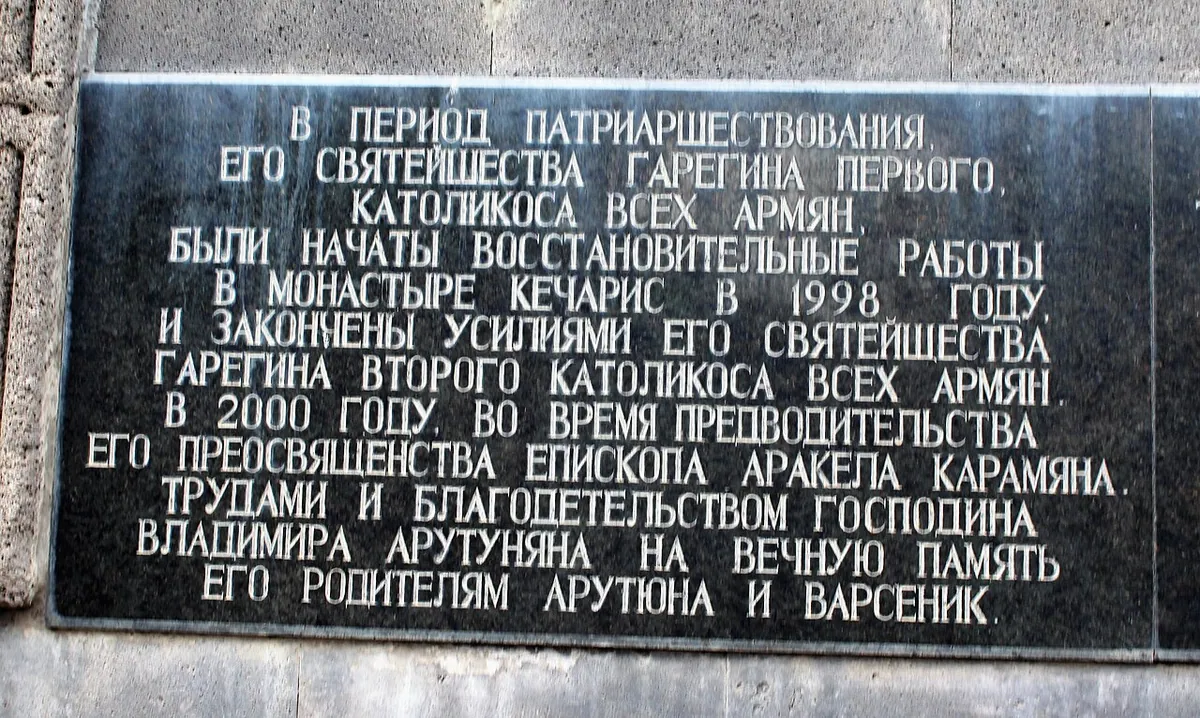 В ПЕРИОД ПАТРИАРШЕСТВОВАНИЯ.
ЕГО СВЯТЕЙШЕСТВА ГАРЕГИНА ПЕРВОГО,
КАТОЛИКОСА ВСЕХ АРМЯН,
БЫЛИ НАЧАТЫ ВОССТАНОВИТЕЛЬНЫЕ РАБОТЫ
В МОНАСТЫРЕ КЕЧАРИС В 1998 ГОДУ,
И ЗАКОНЧЕНЫ УСИЛИЯМИ ЕГО СВЯТЕЙЩЕСТВА
ГАРЕГИНА ВТОРОГО КАТОЛИКОСА ВСЕХ АРМЯН,
В 2000 ГОДУ, ВО ВРЕМЯ ПРЕДВОДИТЕЛЬСТВА
ЕГО ПРЕОСВЯЩЕНСТВА ЕПИСКОПА АРАКЕЛА КАРАМЯНА.
ТРУДАМИ И БЛАГОДЕТЕЛЬСТВОМ ГОСПОДИНА
ВЛАДИМИРА АРУТУНЯНА НА ВЕЧНУЮ ПАМЯТЬ
ЕГО РОДИТЕЛЯМ АРУТЮНА И ВАРСЕНИК.